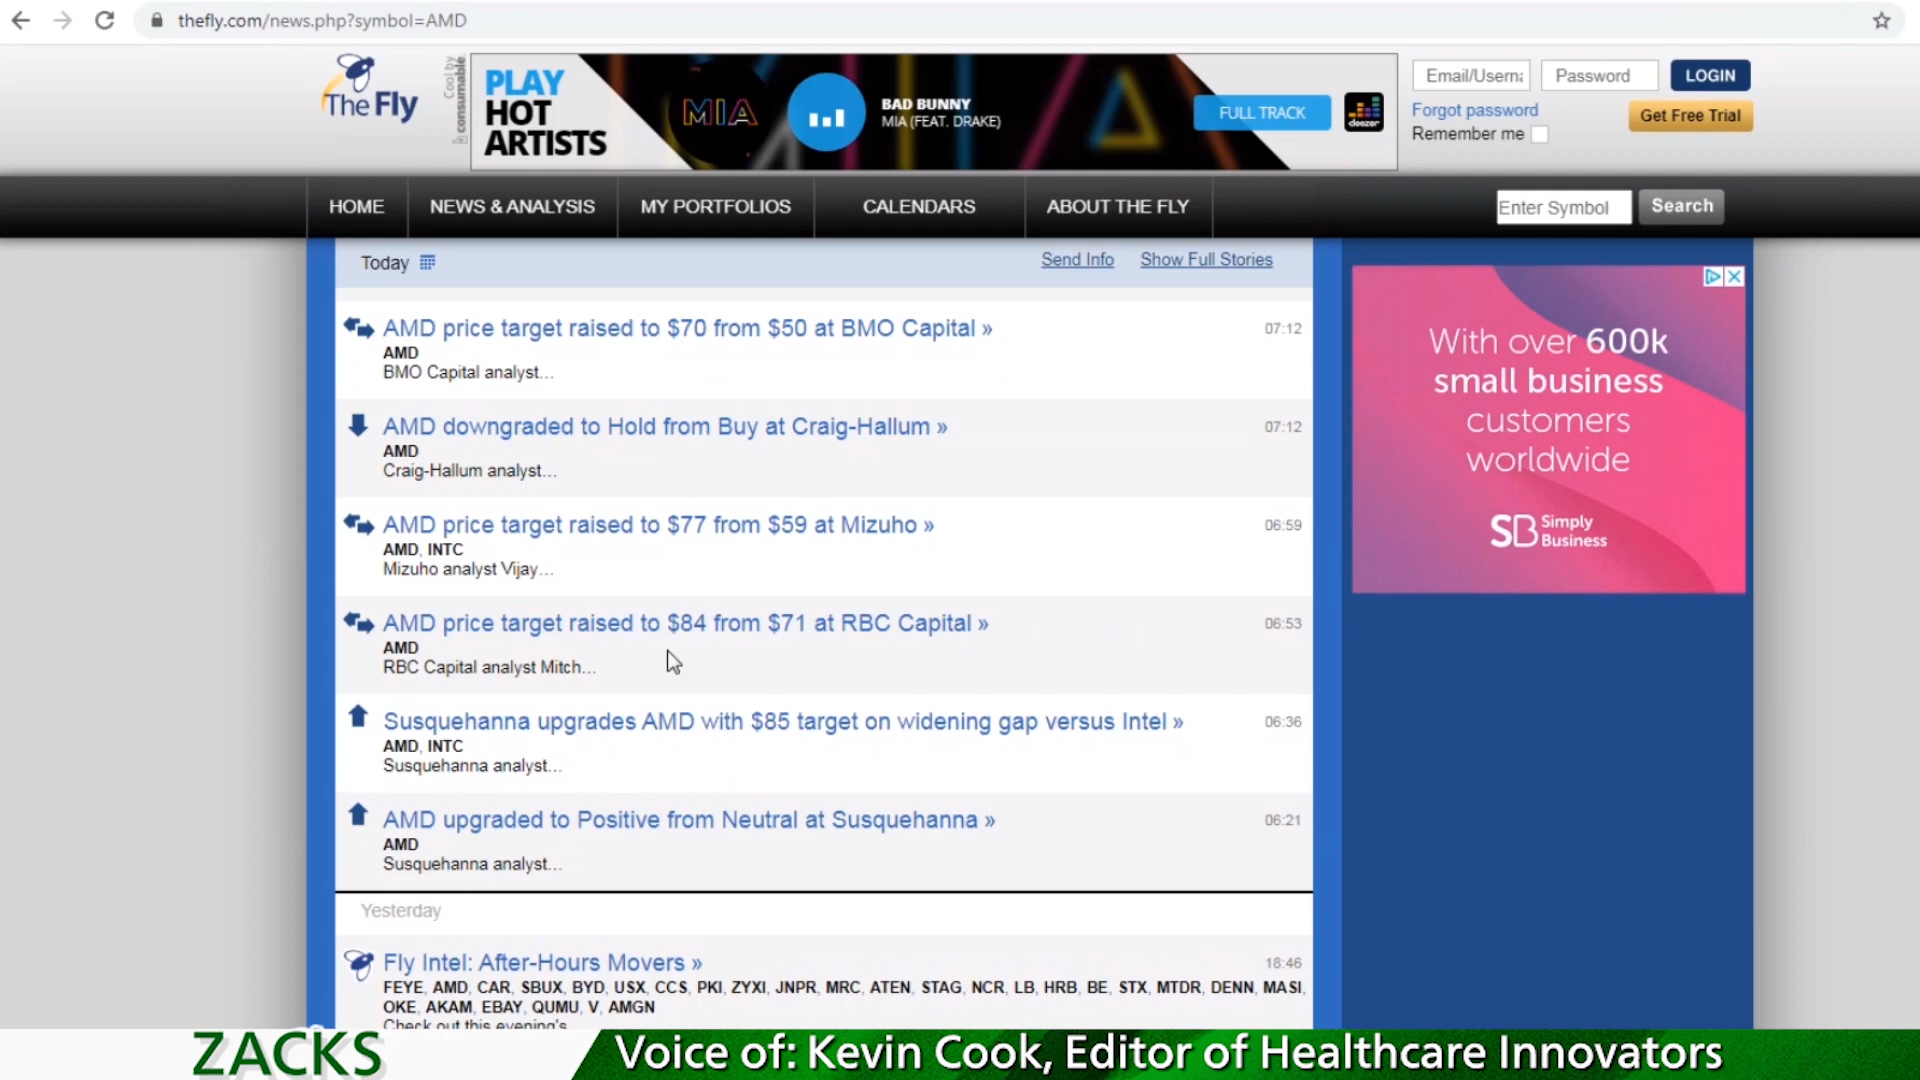 thefly.com/news.php?symbol=AMD
The Fly
Cool by
consumable
PLAY
HOT
ARTISTS
MIA
BAD BUNNY
MIA (FEAT. DRAKE)
FULL TRACK
deezer
Email/Userna
Password
LOGIN
Forgot password
Get Free Trial
Remember me
HOME
NEWS & ANALYSIS
MY PORTFOLIOS
CALENDARS
ABOUT THE FLY
Enter Symbol
Search
Today
Send Info
Show Full Stories
AMD price target raised to $70 from $50 at BMO Capital »
07:12
AMD
BMO Capital analyst...
AMD downgraded to Hold from Buy at Craig-Hallum »
07:12
AMD
Craig-Hallum analyst...
AMD price target raised to $77 from $59 at Mizuho »
06:59
AMD, INTC
Mizuho analyst Vijay...
AMD price target raised to $84 from $71 at RBC Capital »
06:53
AMD
RBC Capital analyst Mitch...
Susquehanna upgrades AMD with $85 target on widening gap versus Intel »
06:36
AMD, INTC
Susquehanna analyst...
AMD upgraded to Positive from Neutral at Susquehanna »
06:21
AMD
Susquehanna analyst...
Yesterday
Fly Intel: After-Hours Movers »
18:46
FEYE, AMD, CAR, SBUX, BYD, USX, CCS, PKI, ZYXI, JNPR, MRC, ATEN, STAG, NCR, LB, HRB, BE, STX, MTDR, DENN, MASI,
OKE, AKAM, EBAY, QUMU, V, AMGN
Check out this evening's
With over 600k
small business
customers
worldwide
SB Simply
Business
ZACKS
Voice of: Kevin Cook, Editor of Healthcare Innovators